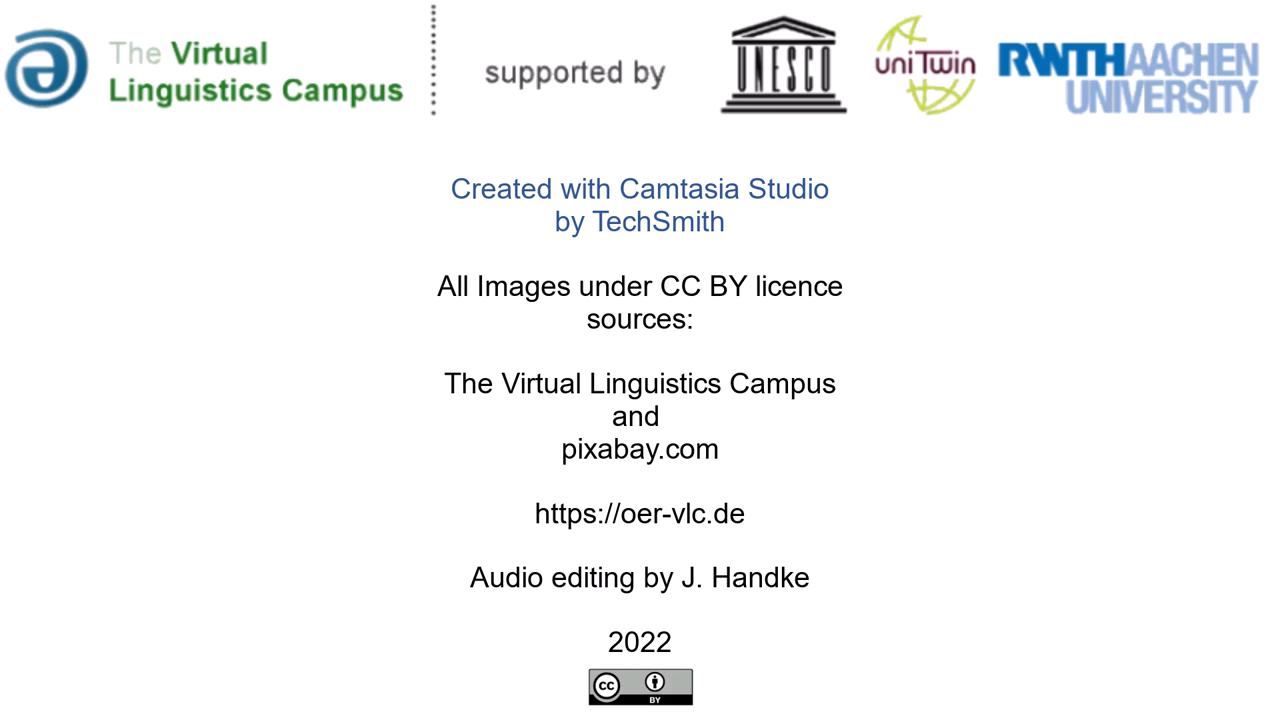 The Virtual
Linguistics Campus
supported by
UNESCO
uniTwin
RWTHAACHEN
UNIVERSITY
Created with Camtasia Studio
by TechSmith
All Images under CC BY licence
sources:
The Virtual Linguistics Campus
and
pixabay.com
https://oer-vlc.de
Audio editing by J. Handke
2022
cc
BY